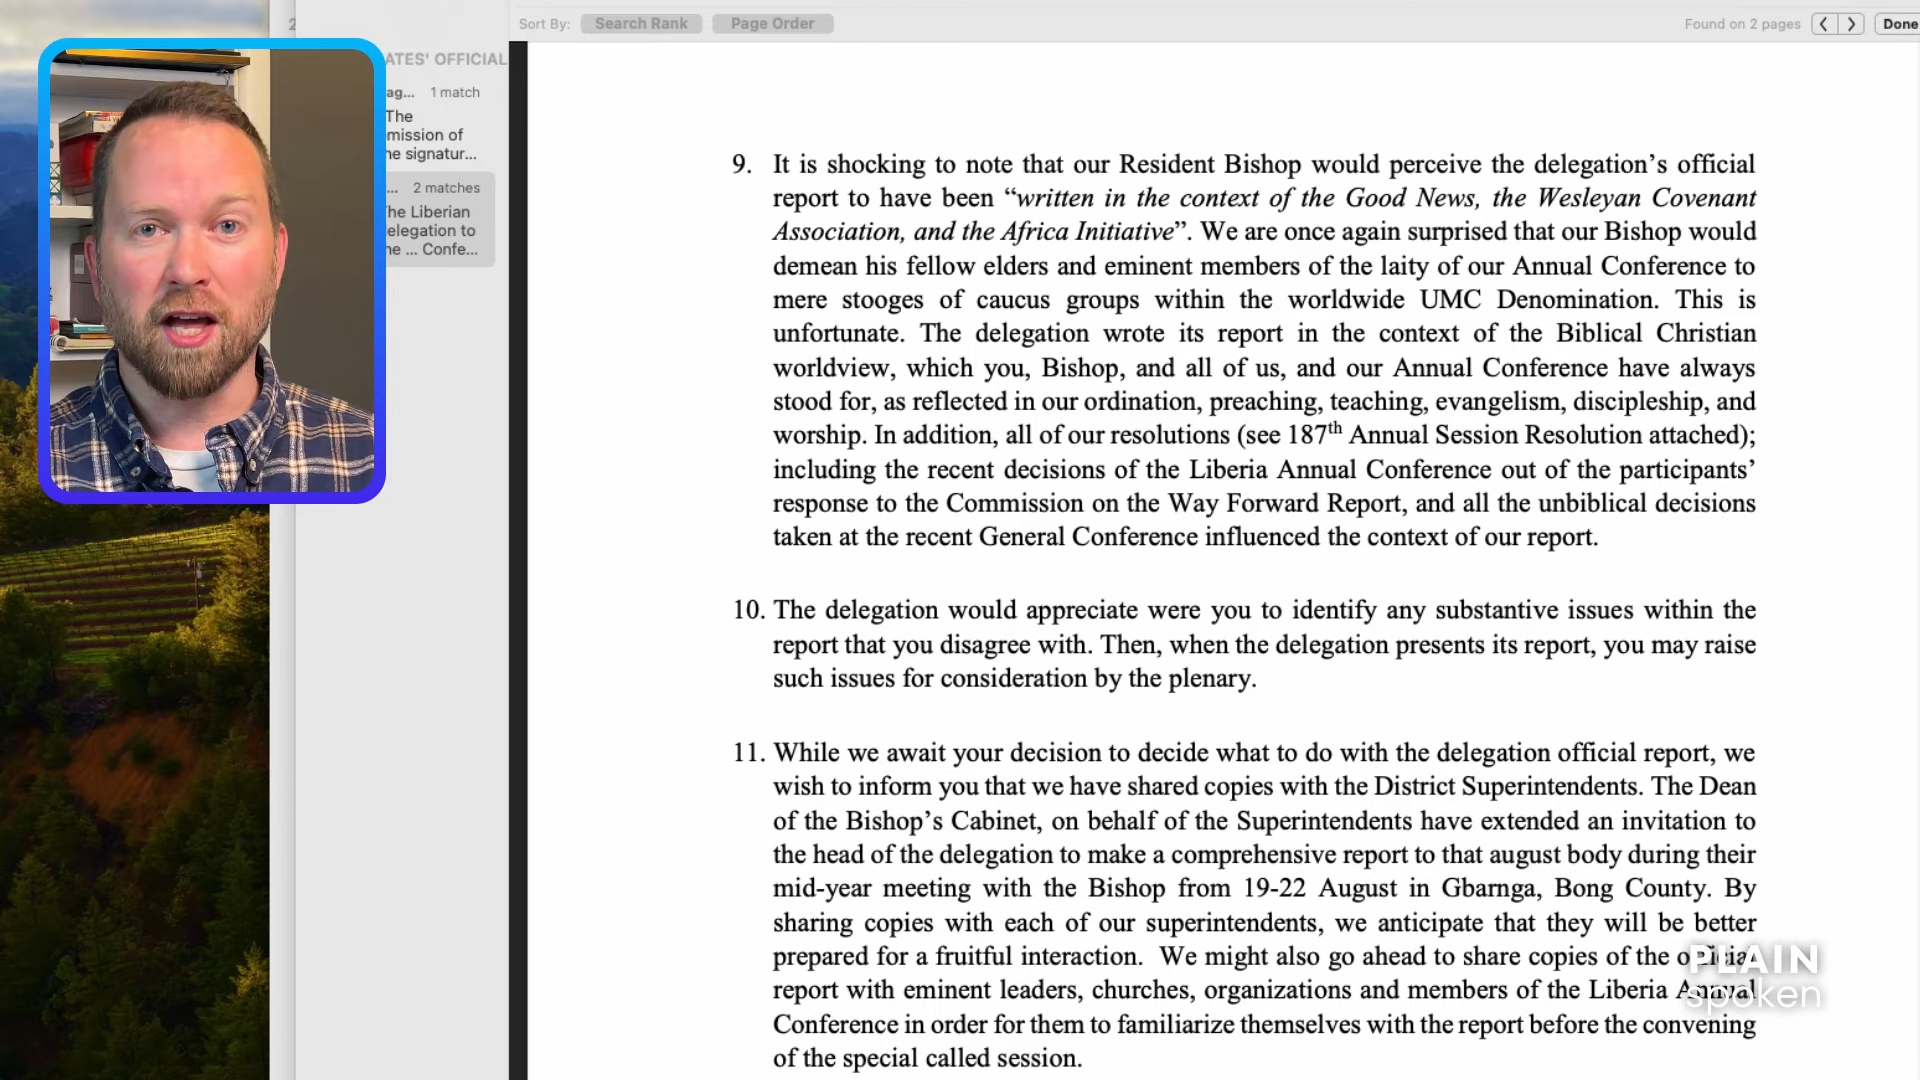 Sort By: Search Rank Page Order Found on 2 pages Done
2
ATES' OFFICIAL
ag... 1 match
The
mission of
he signatur...
... 2 matches
he Liberian
elegation to
ne ... Confe...
9. It is shocking to note that our Resident Bishop would perceive the delegation’s official
report to have been “written in the context of the Good News, the Wesleyan Covenant
Association, and the Africa Initiative”. We are once again surprised that our Bishop would
demean his fellow elders and eminent members of the laity of our Annual Conference to
mere stooges of caucus groups within the worldwide UMC Denomination. This is
unfortunate. The delegation wrote its report in the context of the Biblical Christian
worldview, which you, Bishop, and all of us, and our Annual Conference have always
stood for, as reflected in our ordination, preaching, teaching, evangelism, discipleship, and
worship. In addition, all of our resolutions (see 187th Annual Session Resolution attached);
including the recent decisions of the Liberia Annual Conference out of the participants’
response to the Commission on the Way Forward Report, and all the unbiblical decisions
taken at the recent General Conference influenced the context of our report.
10. The delegation would appreciate were you to identify any substantive issues within the
report that you disagree with. Then, when the delegation presents its report, you may raise
such issues for consideration by the plenary.
11. While we await your decision to decide what to do with the delegation official report, we
wish to inform you that we have shared copies with the District Superintendents. The Dean
of the Bishop’s Cabinet, on behalf of the Superintendents have extended an invitation to
the head of the delegation to make a comprehensive report to that august body during their
mid-year meeting with the Bishop from 19-22 August in Gbarnga, Bong County. By
sharing copies with each of our superintendents, we anticipate that they will be better
prepared for a fruitful interaction. We might also go ahead to share copies of the official
report with eminent leaders, churches, organizations and members of the Liberia Annual
Conference in order for them to familiarize themselves with the report before the convening
of the special called session.
PLAIN
spoken